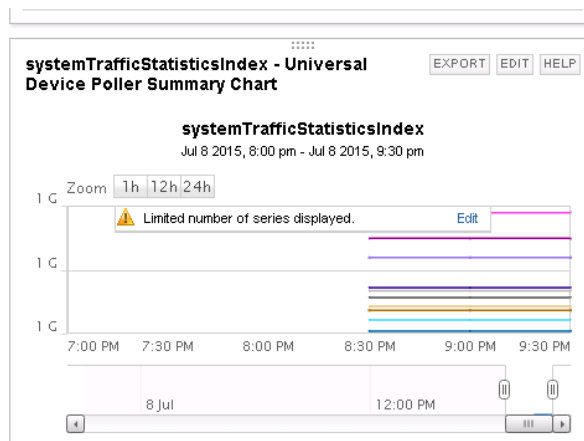 systemTrafficStatisticsIndex - Universal
Device Poller Summary Chart
EXPORT EDIT HELP
systemTrafficStatisticsIndex
Jul 8 2015, 8:00 pm - Jul 8 2015, 9:30 pm
Zoom 1h 12h 24h
1 G
Limited number of series displayed. Edit
1 G
1 G
7:00 PM 7:30 PM 8:00 PM 8:30 PM 9:00 PM 9:30 PM
8 Jul 12:00 PM